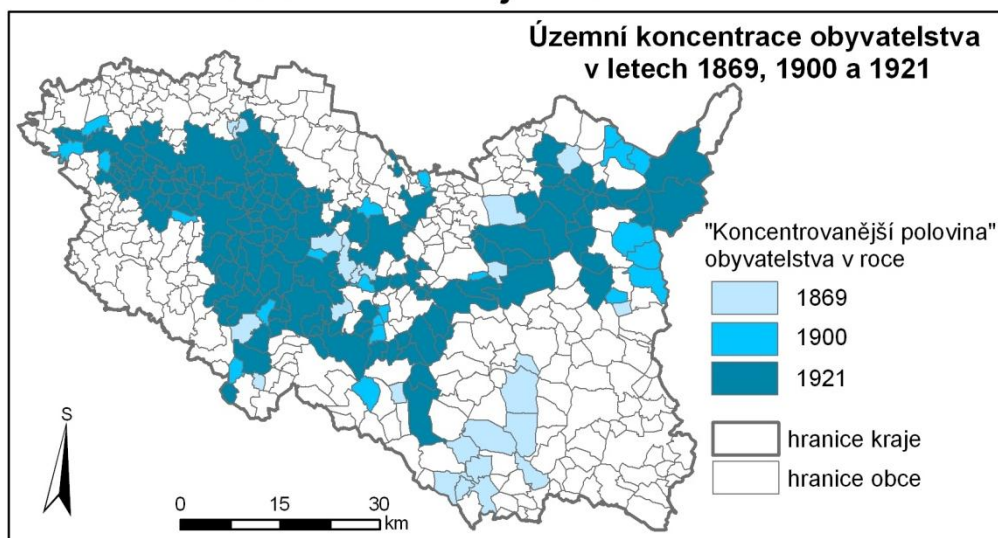 Územní koncentrace obyvatelstva
v letech 1869, 1900 a 1921
"Koncentrovanější polovina"
obyvatelstva v roce
1869
1900
1921
hranice kraje
hranice obce
S
0 15 30
km